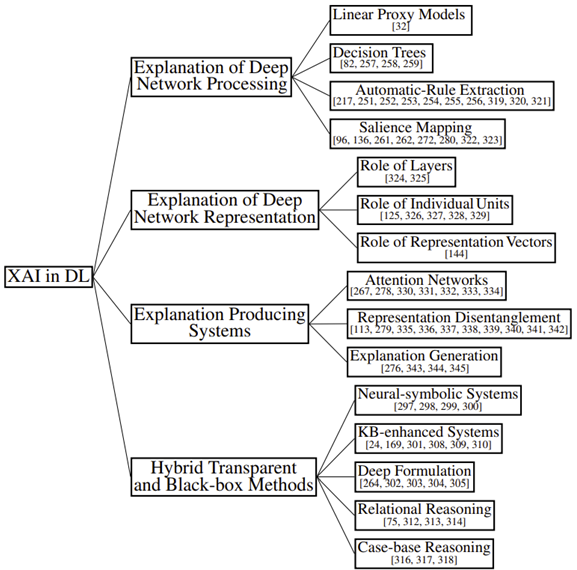 XAI in DL
Explanation of Deep
Network Processing
Linear Proxy Models
[32]
Decision Trees
[82, 257, 258, 259]
Automatic-Rule Extraction
[217, 251, 252, 253, 254, 255, 256, 319, 320, 321]
Salience Mapping
[96, 136, 261, 262, 272, 280, 322, 323]
Explanation of Deep
Network Representation
Role of Layers
[324, 325]
Role of Individual Units
[125, 326, 327, 328, 329]
Role of Representation Vectors
[144]
Explanation Producing
Systems
Attention Networks
[267, 278, 330, 331, 332, 333, 334]
Representation Disentanglement
[113, 279, 335, 336, 337, 338, 339, 340, 341, 342]
Explanation Generation
[276, 343, 344, 345]
Hybrid Transparent
and Black-box Methods
Neural-symbolic Systems
[297, 298, 299, 300]
KB-enhanced Systems
[24, 169, 301, 308, 309, 310]
Deep Formulation
[264, 302, 303, 304, 305]
Relational Reasoning
[75, 312, 313, 314]
Case-base Reasoning
[316, 317, 318]